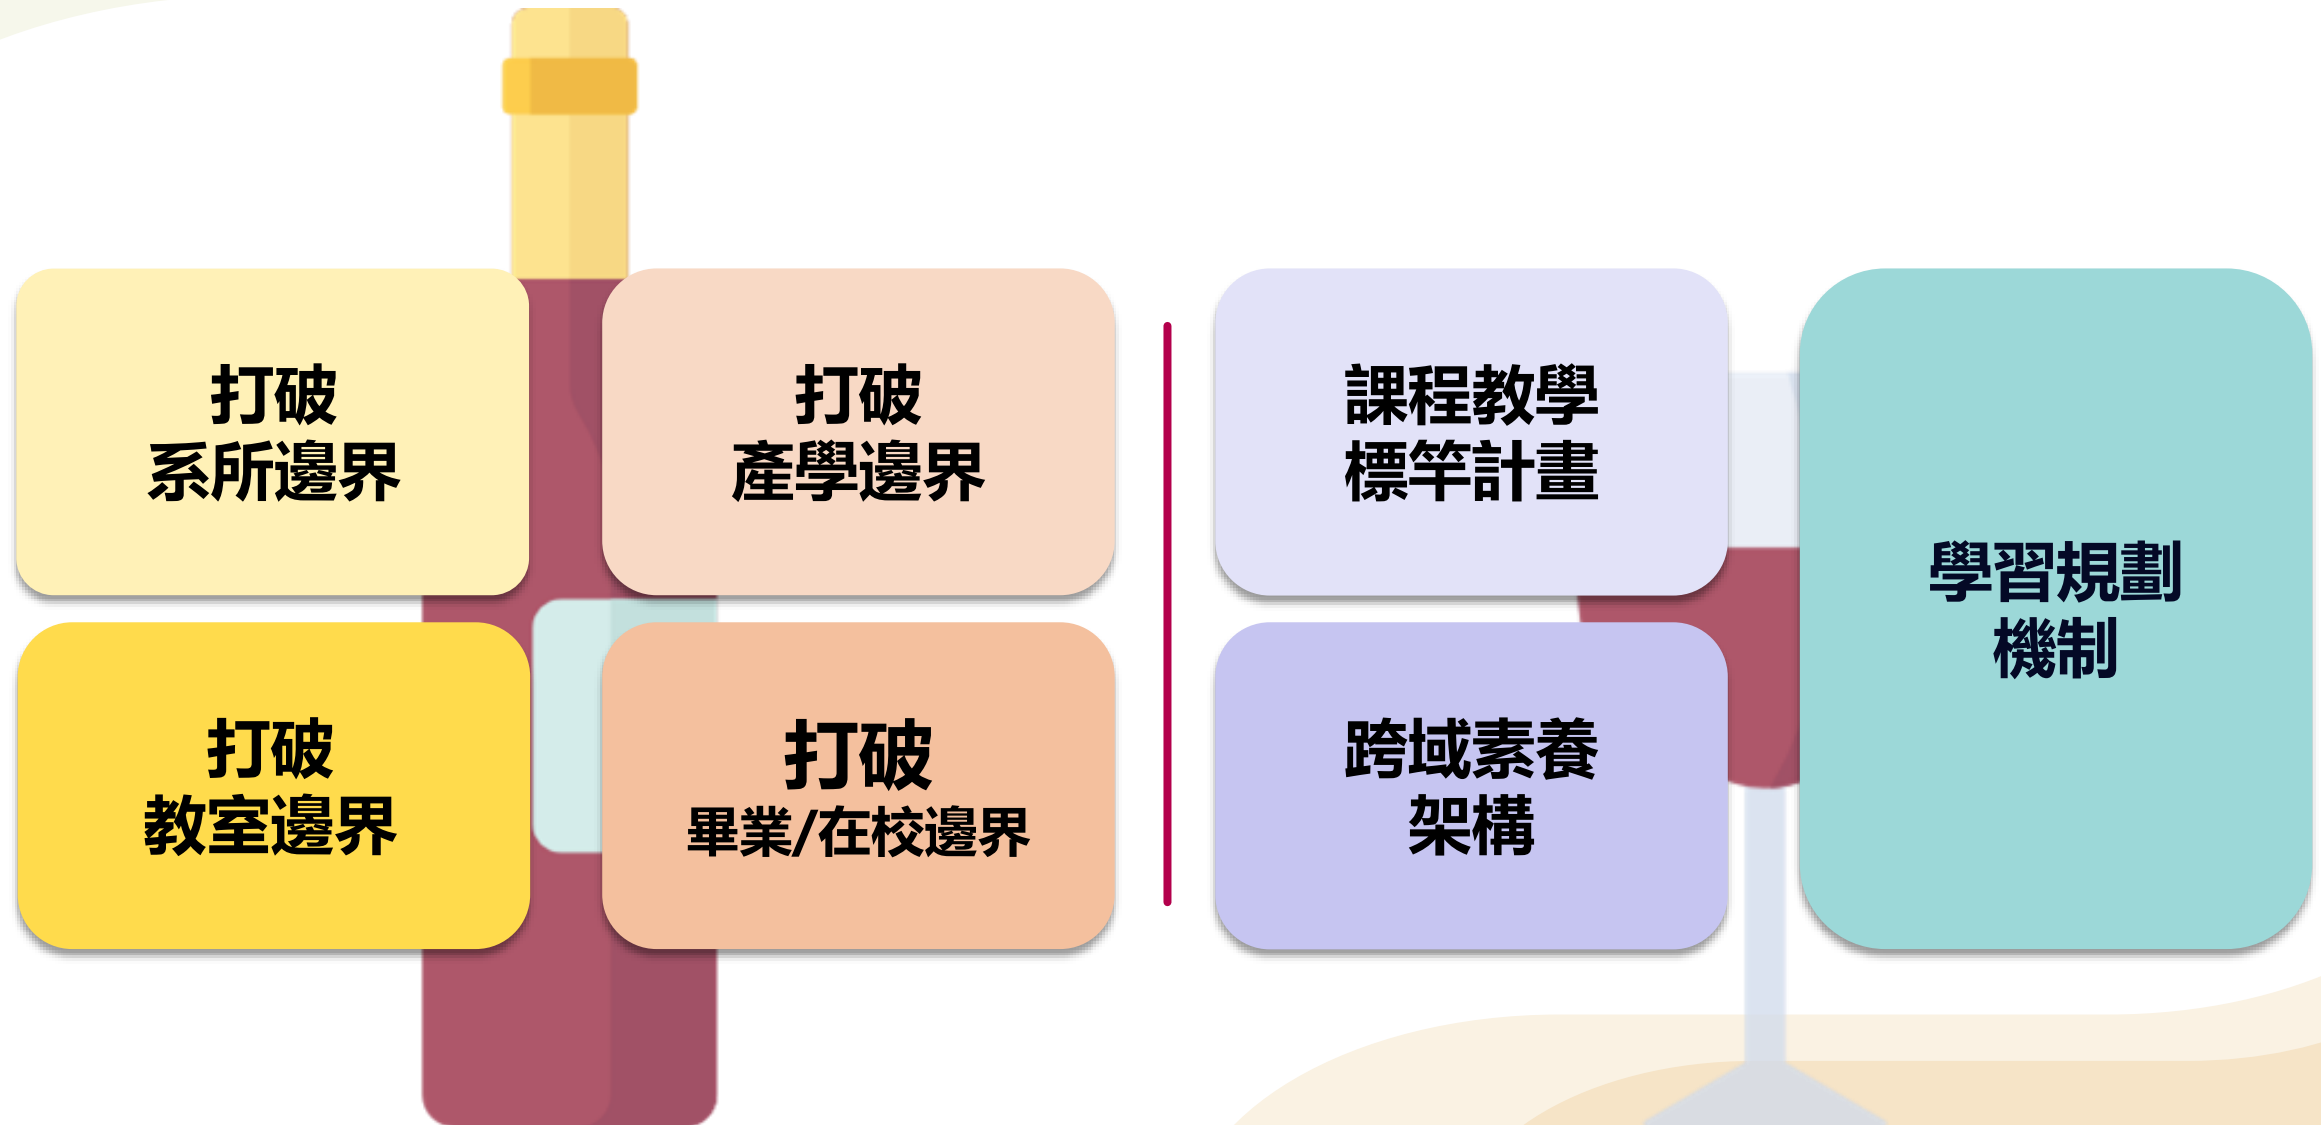 打破
系所邊界
打破
產學邊界
打破
教室邊界
打破
畢業/在校邊界
課程教學
標竿計畫
跨域素養
架構
學習規劃
機制